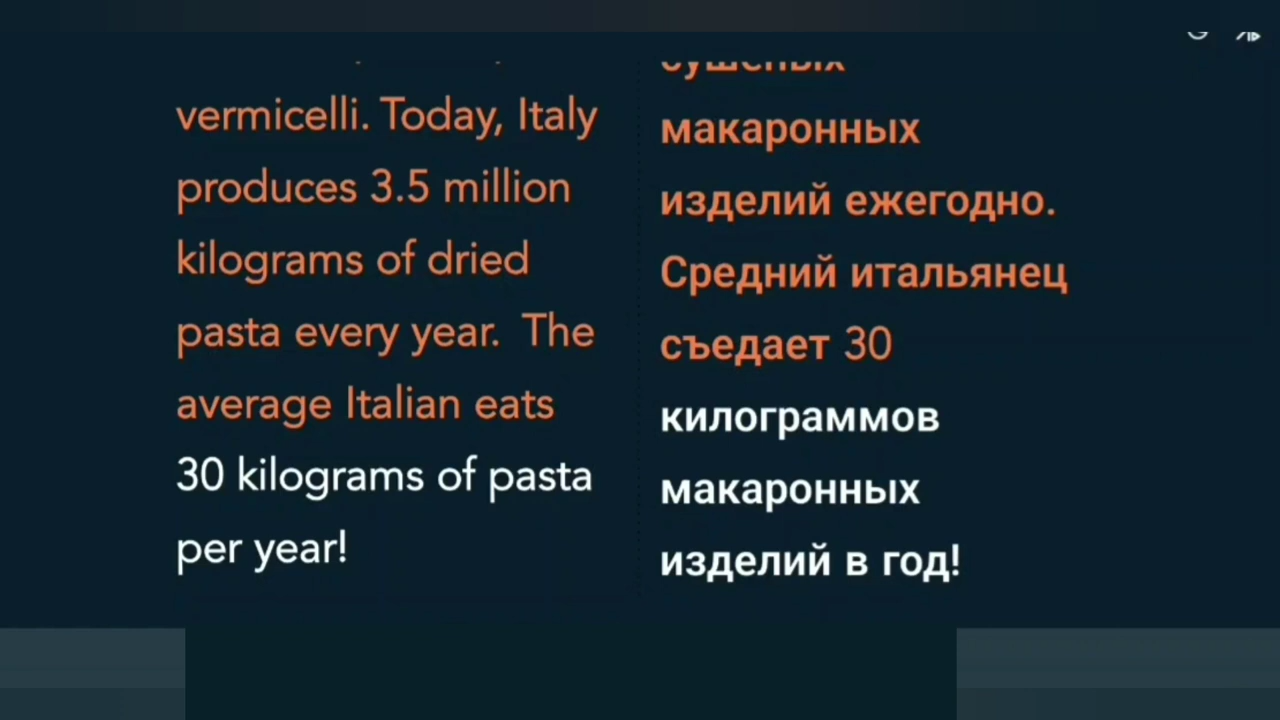 vermicelli. Today, Italy
produces 3.5 million
kilograms of dried
pasta every year.  The
average Italian eats
30 kilograms of pasta
per year!
сушеных
макаронных
изделий ежегодно.
Средний итальянец
съедает 30
килограммов
макаронных
изделий в год!